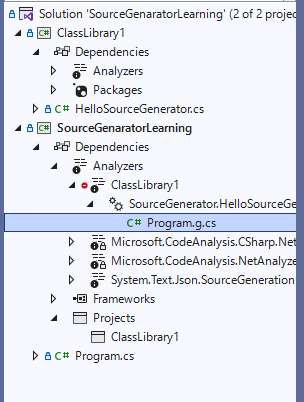 Solution 'SourceGenaratorLearning' (2 of 2 projec
ClassLibrary1
Dependencies
Analyzers
Packages
C# HelloSourceGenerator.cs
C# SourceGenaratorLearning
Dependencies
Analyzers
ClassLibrary1
SourceGenerator.HelloSourceGe
C# Program.g.cs
Microsoft.CodeAnalysis.CSharp.Net
Microsoft.CodeAnalysis.NetAnalyze
System.Text.Json.SourceGeneration
Frameworks
Projects
ClassLibrary1
C# Program.cs